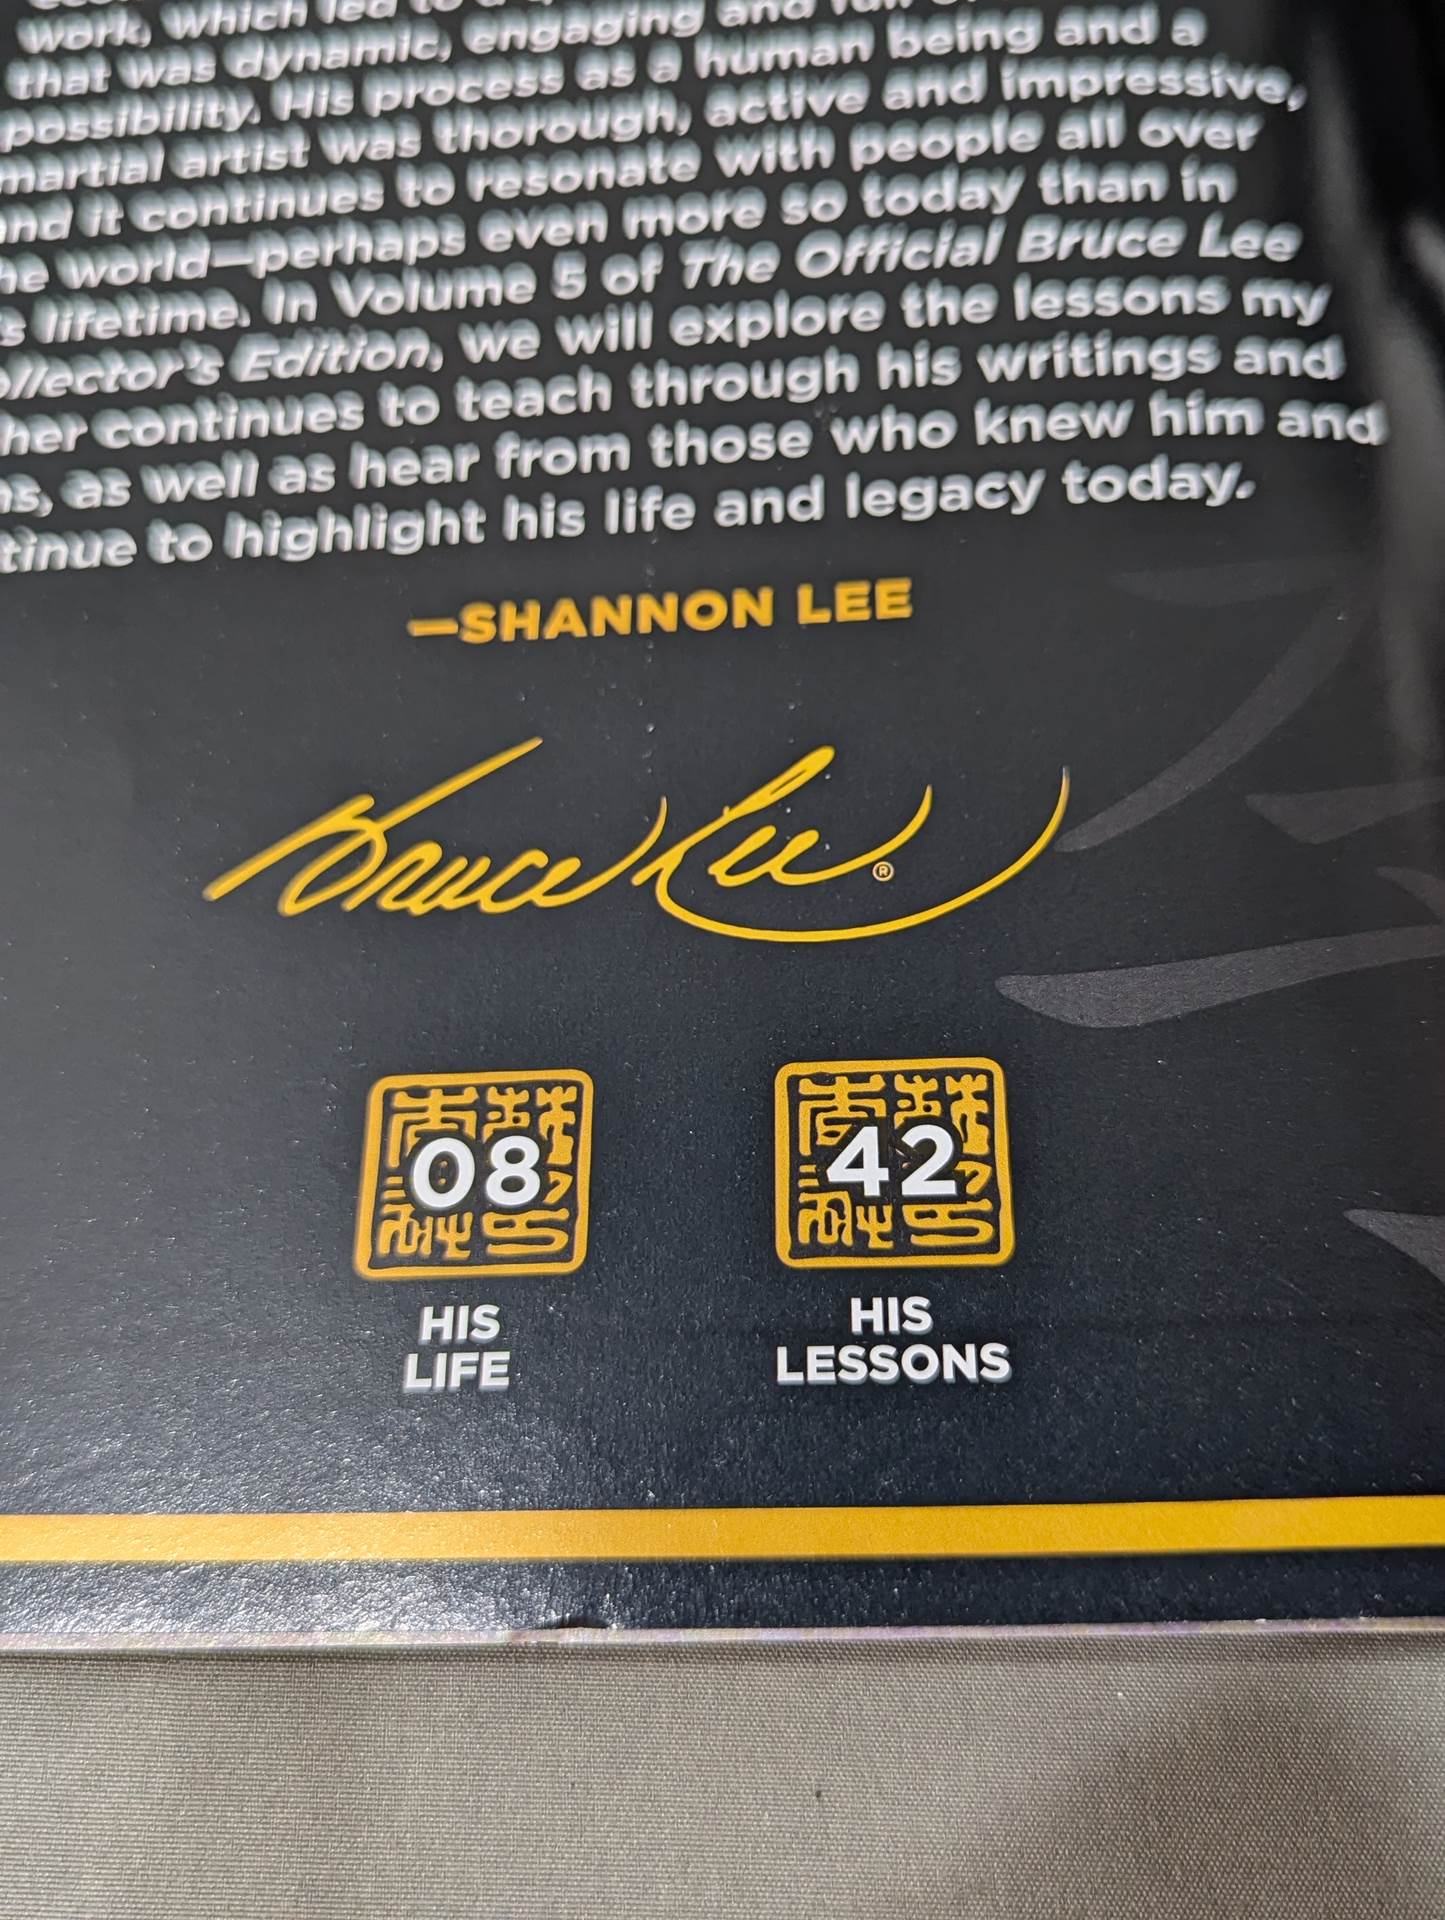 work, which led to a
that was dynamic, engaging and full
possibility. His process as a human being and a
martial artist was thorough, active and impressive,
and it continues to resonate with people all over
he world—perhaps even more so today than in
s lifetime. In Volume 5 of The Official Bruce Lee
ollector's Edition, we will explore the lessons my
her continues to teach through his writings and
ns, as well as hear from those who knew him and
tinue to highlight his life and legacy today.
—SHANNON LEE
Bruce Lee®
08
HIS
LIFE
42
HIS
LESSONS